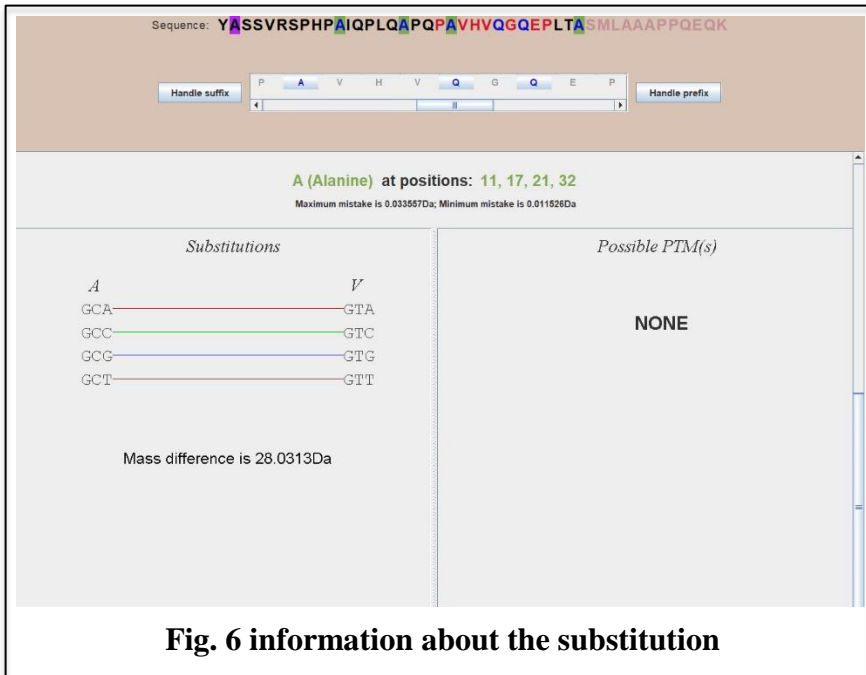 Sequence: YASSVRSPHPAIQPLQAPQPAVHVQGQEPLTASMLAAAPPQEQK
Handle suffix P A V H V Q G Q E P Handle prefix
A (Alanine) at positions: 11, 17, 21, 32
Maximum mistake is 0.033557Da; Minimum mistake is 0.011526Da
Substitutions
A V
GCA GTA
GCC GTC
GCG GTG
GCT GTT
Mass difference is 28.0313Da
Possible PTM(s)
NONE
Fig. 6 information about the substitution